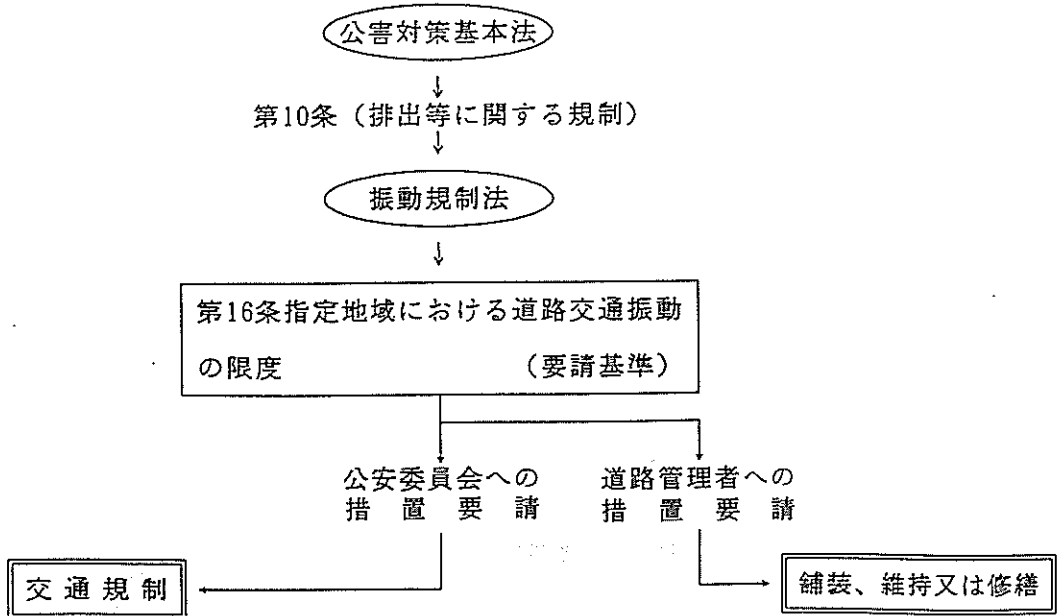 公害対策基本法
第10条（排出等に関する規制）
振動規制法
第16条指定地域における道路交通振動
の限度（要請基準）
公安委員会への
措置要請
道路管理者への
措置要請
交通規制
舗装、維持又は修繕